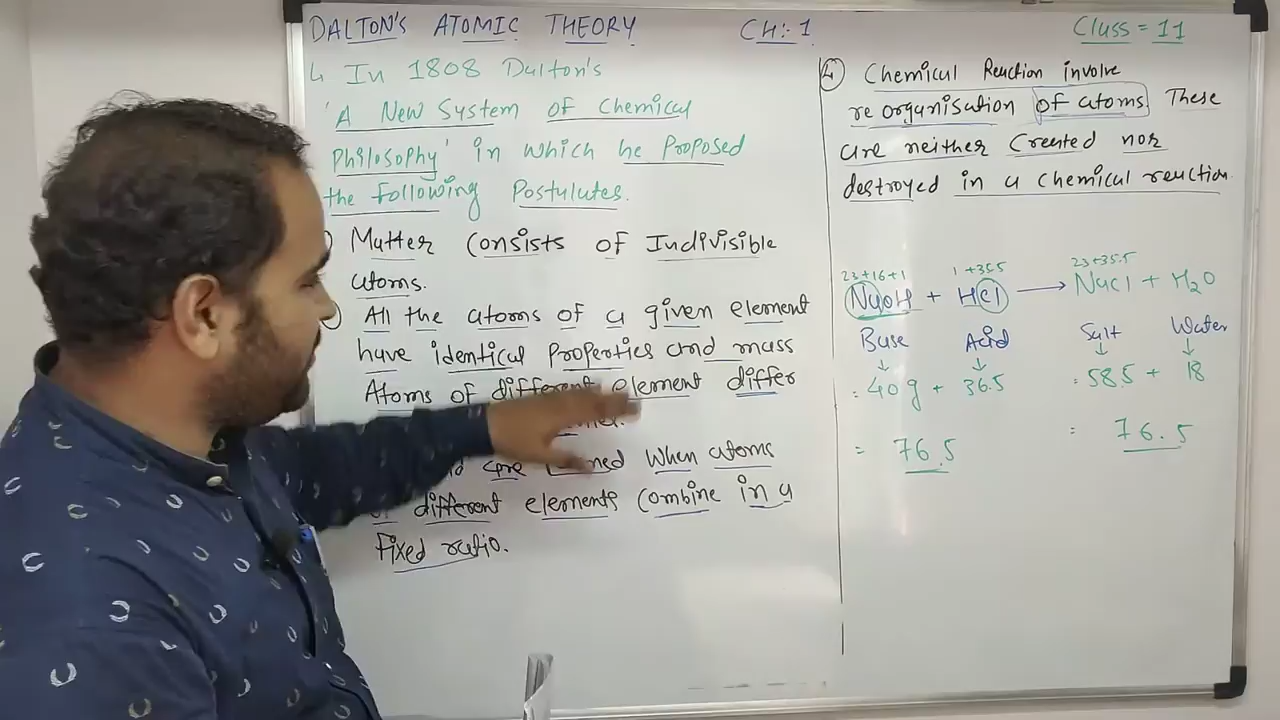 DALTON'S ATOMIC THEORY CH:-1 Class = 11
↳ In 1808 Dalton's
'A New System of Chemical
Philosophy' in which he Proposed
the following Postulates.
Matter Consists of Indivisible
atoms.
All the atoms of a given element
have identical Properties and mass
Atoms of different element differ
are formed When atoms
different elements Combine in a
fixed ratio.
4) Chemical Reaction involve
reorganisation of atoms These
are neither Created nor
destroyed in a chemical reaction.
23+16+1 1+35.5 23+35.5
NaOH + HCl → NaCl + H2O
Base Acid Salt Water
↓ ↓ ↓ ↓
= 40g + 36.5 = 58.5 + 18
= 76.5 = 76.5